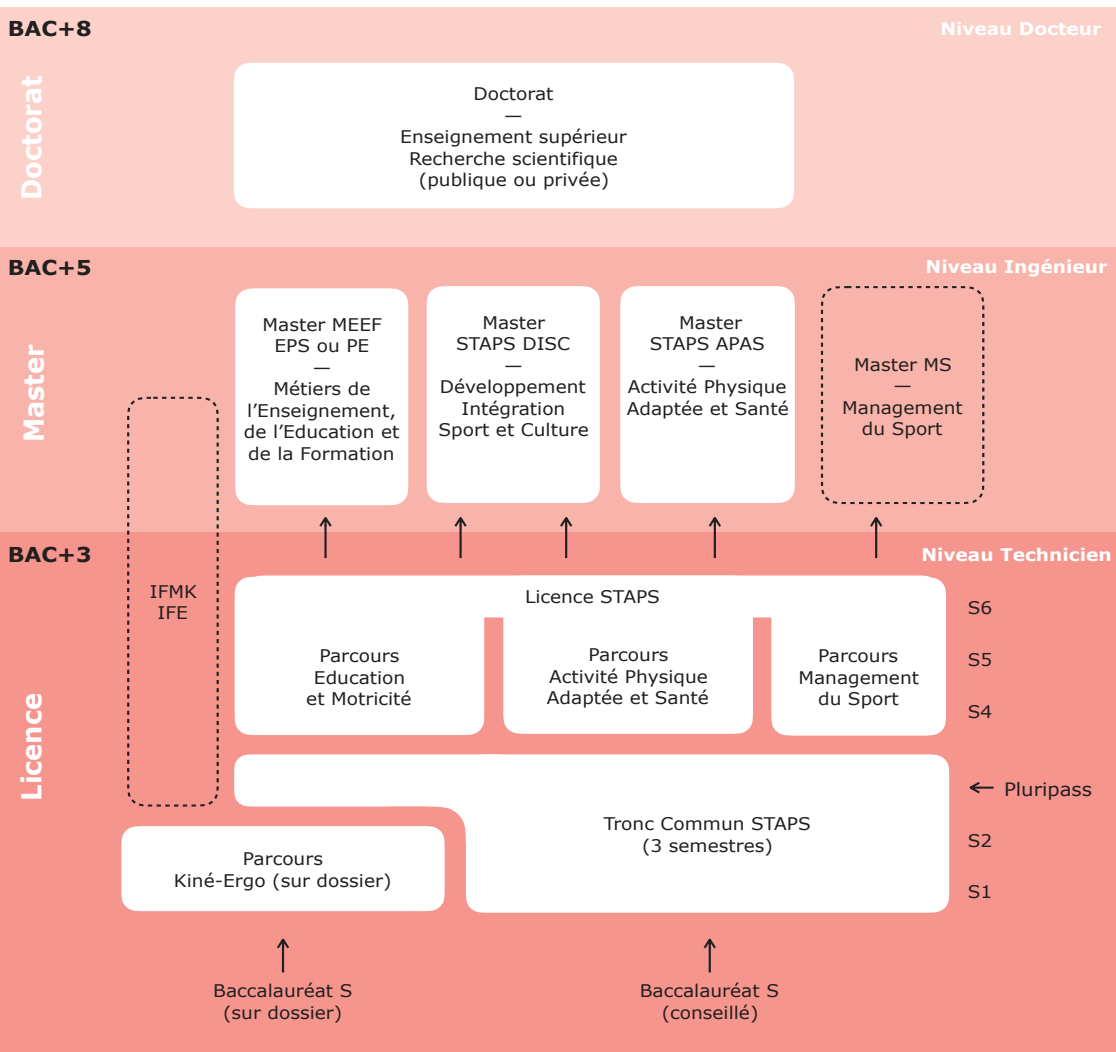 BAC+8
Niveau Docteur
Doctorat
Doctorat
—
Enseignement supérieur
Recherche scientifique
(publique ou privée)
BAC+5
Niveau Ingénieur
Master
Master MEEF
EPS ou PE
—
Métiers de
l'Enseignement,
de l'Education et
de la Formation
Master
STAPS DISC
—
Développement
Intégration
Sport et Culture
Master
STAPS APAS
—
Activité Physique
Adaptée et Santé
Master MS
—
Management
du Sport
BAC+3
Niveau Technicien
Licence
IFMK
IFE
Licence STAPS
Parcours
Education
et Motricité
Parcours
Activité Physique
Adaptée et Santé
Parcours
Management
du Sport
S6
S5
S4
← Pluripass
Tronc Commun STAPS
(3 semestres)
S2
S1
Parcours
Kiné-Ergo (sur dossier)
Baccalauréat S
(sur dossier)
Baccalauréat S
(conseillé)